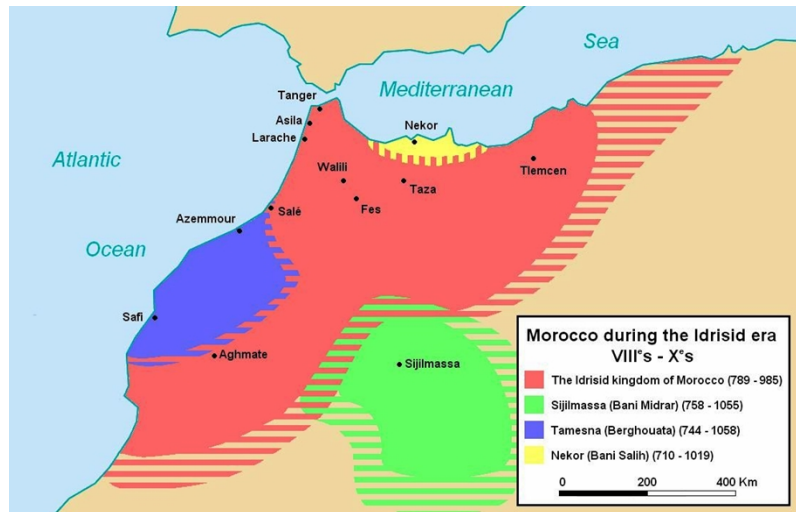 Sea
Mediterranean
Tanger
Asila
Nekor
Larache
Atlantic
Walili
Tlemcen
Taza
Fes
Salé
Azemmour
Ocean
Safi
Aghmate
Sijilmassa
Morocco during the Idrisid era
VIIIᵉs - Xᵉs
The Idrisid kingdom of Morocco (789 - 985)
Sijilmassa (Bani Midrar) (758 - 1055)
Tamesna (Berghouata) (744 - 1058)
Nekor (Bani Salih) (710 - 1019)
0 200 400 Km